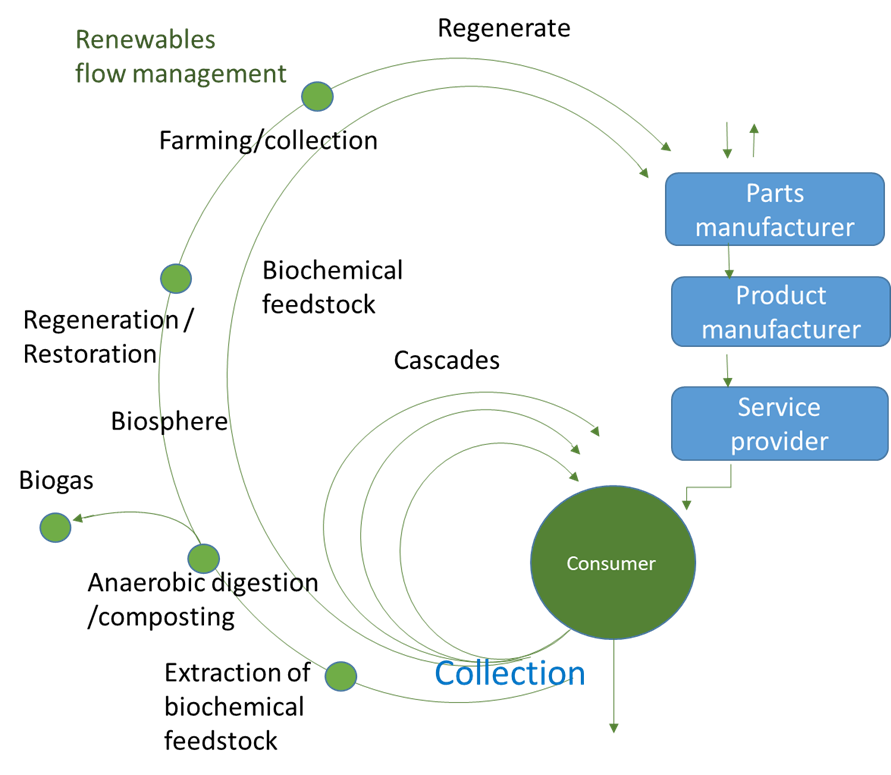 Regenerate
Renewables
flow management
Farming/collection
Parts
manufacturer
Biochemical
feedstock
Product
manufacturer
Regeneration /
Restoration
Cascades
Service
provider
Biosphere
Biogas
Consumer
Anaerobic digestion
/composting
Collection
Extraction of
biochemical
feedstock